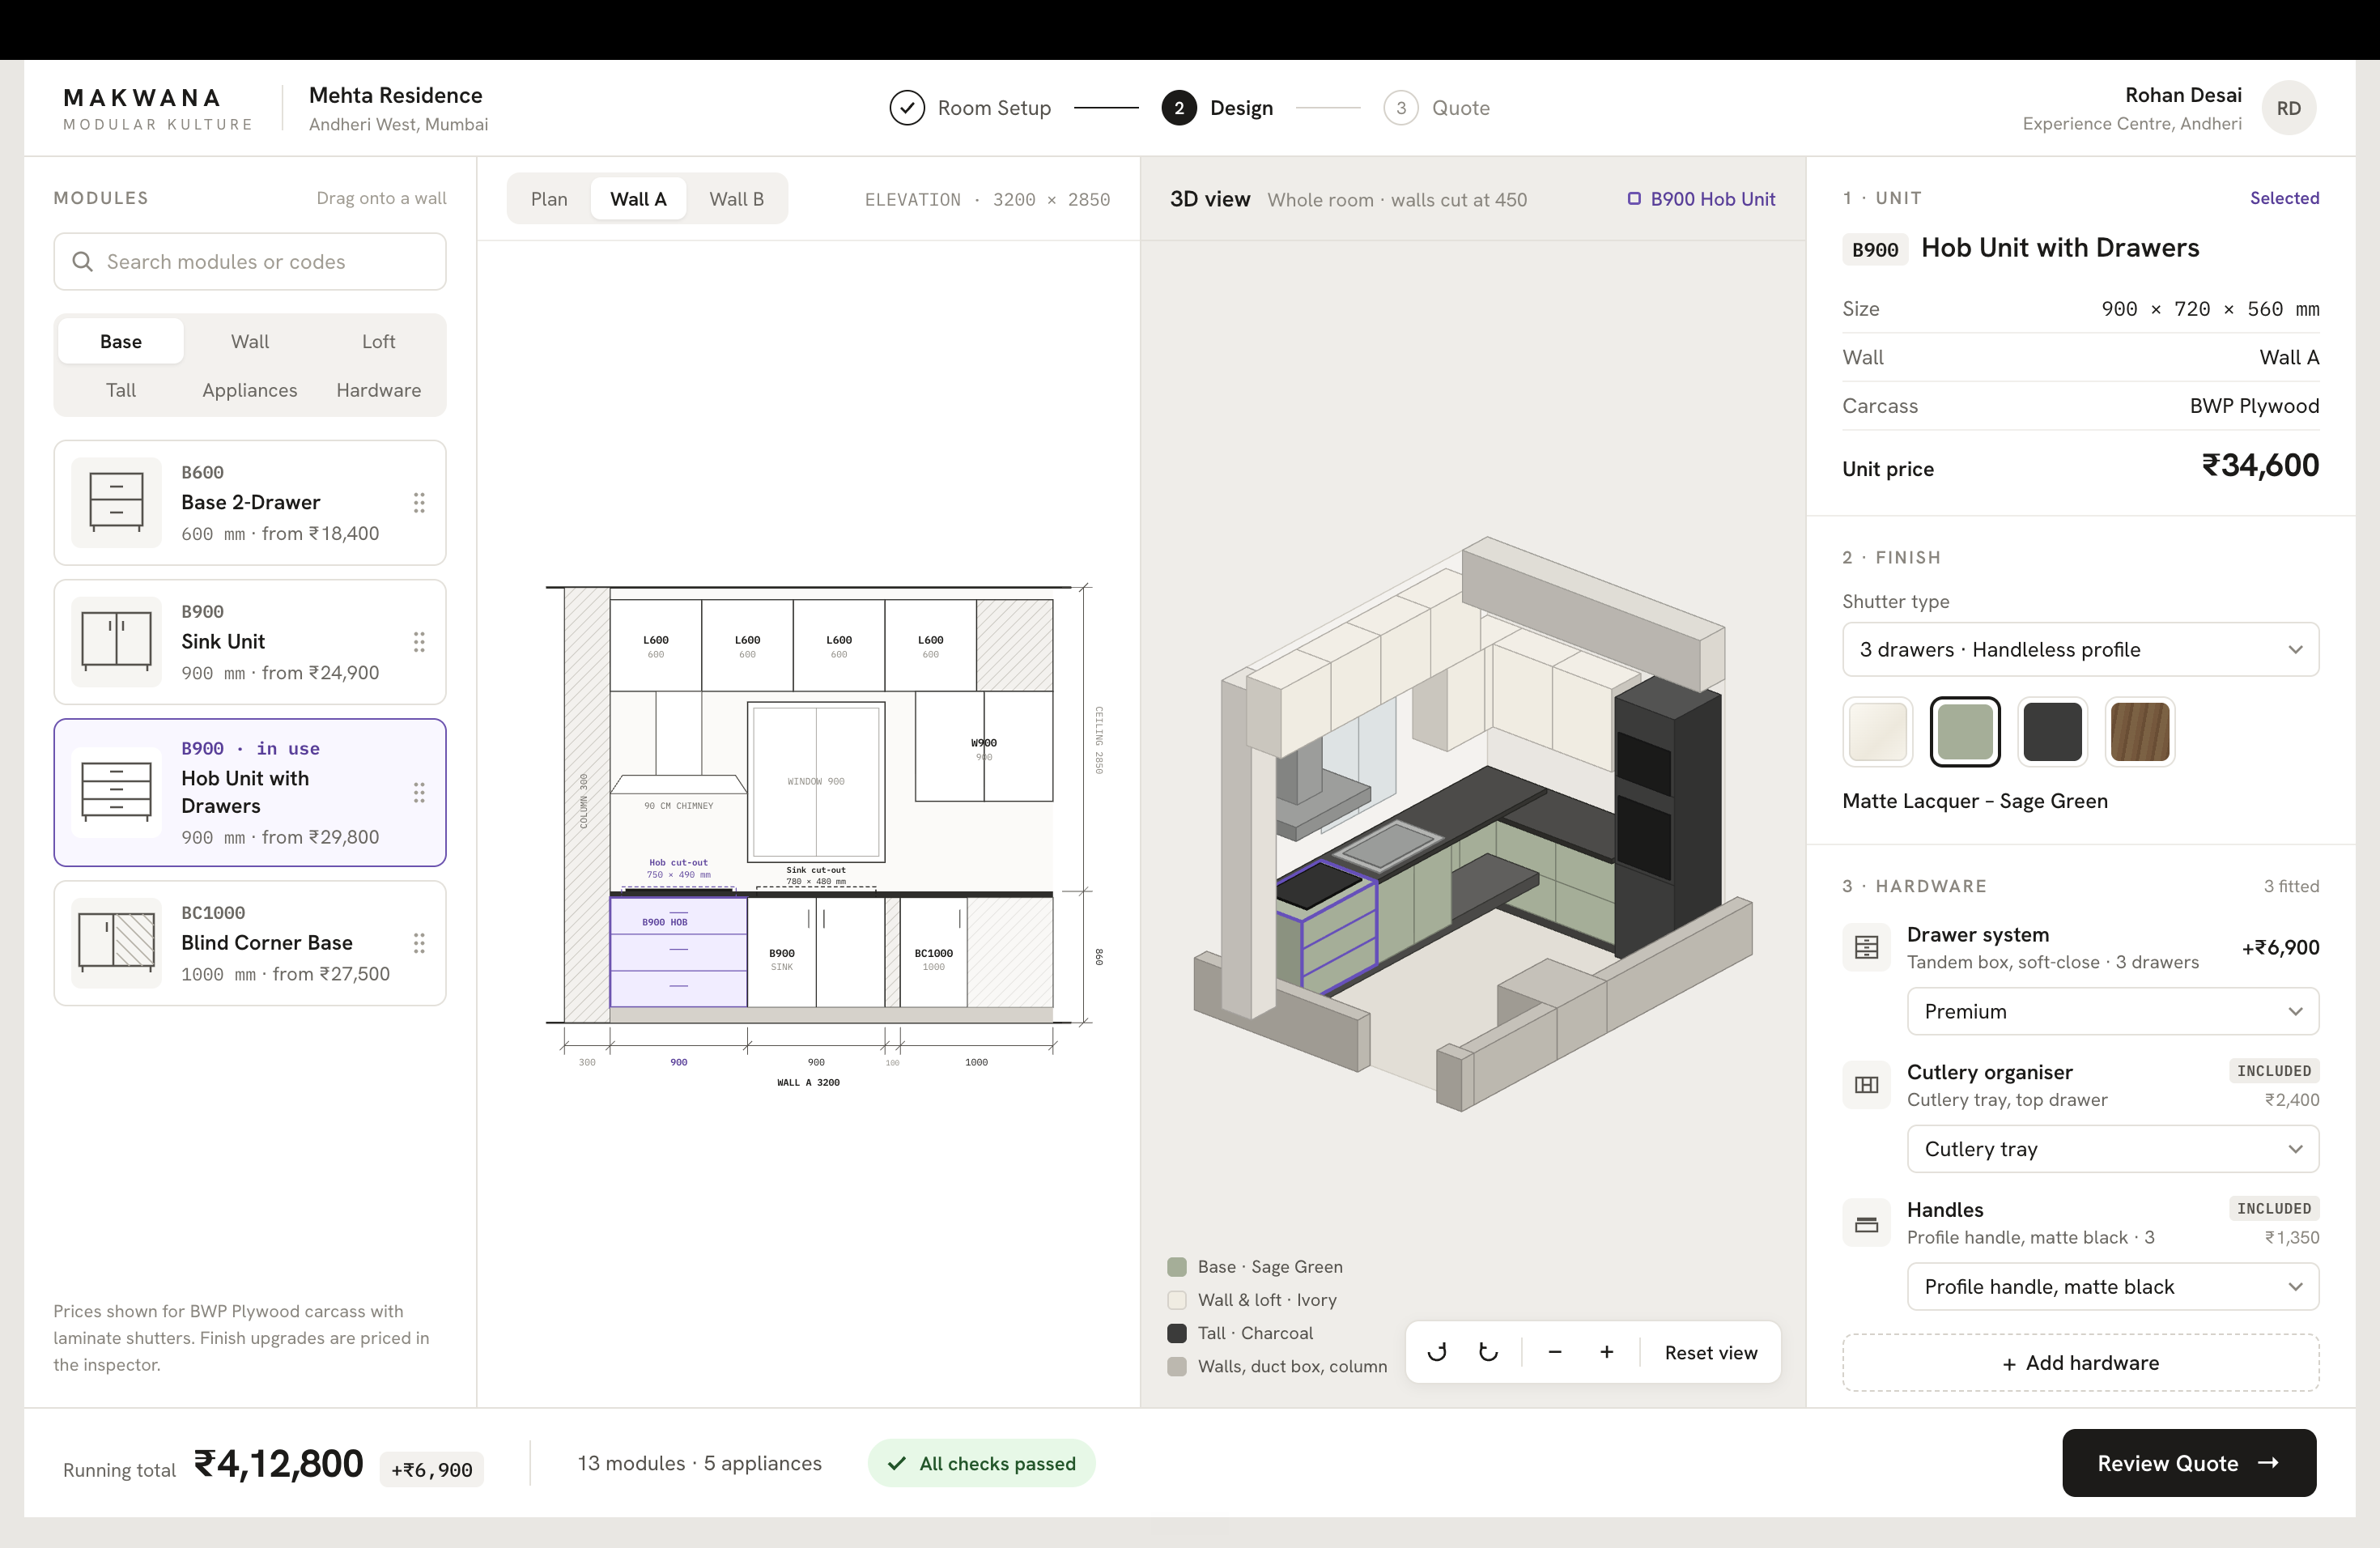 MAKWANA
MODULAR KULTURE
Mehta Residence
Andheri West, Mumbai
Room Setup
2
Design
3
Quote
Rohan Desai
Experience Centre, Andheri
RD
MODULES
Drag onto a wall
Search modules or codes
Base
Wall
Loft
Tall
Appliances
Hardware
B600
Base 2-Drawer
600 mm · from ₹18,400
B900
Sink Unit
900 mm · from ₹24,900
B900 · in use
Hob Unit with
Drawers
900 mm · from ₹29,800
BC1000
Blind Corner Base
1000 mm · from ₹27,500
Prices shown for BWP Plywood carcass with
laminate shutters. Finish upgrades are priced in
the inspector.
Plan
Wall A
Wall B
ELEVATION · 3200 × 2850
L600
600
L600
600
L600
600
L600
600
W900
900
WINDOW 900
COLUMN 300
90 CM CHIMNEY
CEILING 2850
Hob cut-out
750 × 490 mm
Sink cut-out
780 × 480 mm
B900 HOB
B900
SINK
BC1000
1000
860
300
900
900
100
1000
WALL A 3200
3D view
Whole room · walls cut at 450
B900 Hob Unit
Base · Sage Green
Wall & loft · Ivory
Tall · Charcoal
Walls, duct box, column
− + Reset view
1 · UNIT
Selected
B900
Hob Unit with Drawers
Size
900 × 720 × 560 mm
Wall
Wall A
Carcass
BWP Plywood
Unit price
₹34,600
2 · FINISH
Shutter type
3 drawers · Handleless profile
Matte Lacquer – Sage Green
3 · HARDWARE
3 fitted
Drawer system
Tandem box, soft-close · 3 drawers
+₹6,900
Premium
Cutlery organiser
Cutlery tray, top drawer
INCLUDED
₹2,400
Cutlery tray
Handles
Profile handle, matte black · 3
INCLUDED
₹1,350
Profile handle, matte black
+ Add hardware
Running total
₹4,12,800
+₹6,900
13 modules · 5 appliances
All checks passed
Review Quote →